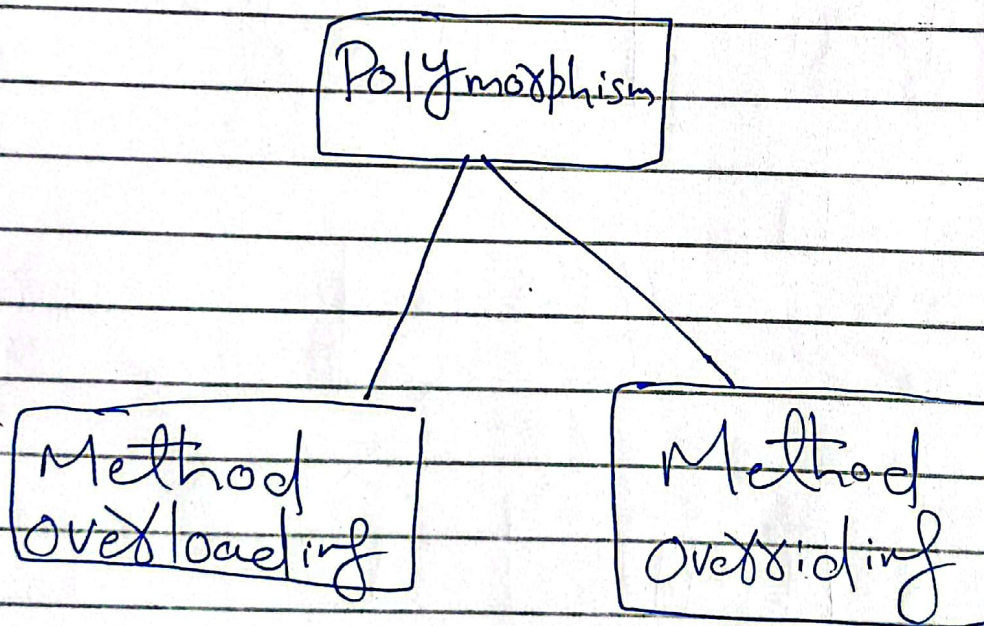 Polymorphism
Method
overloading
Method
overriding